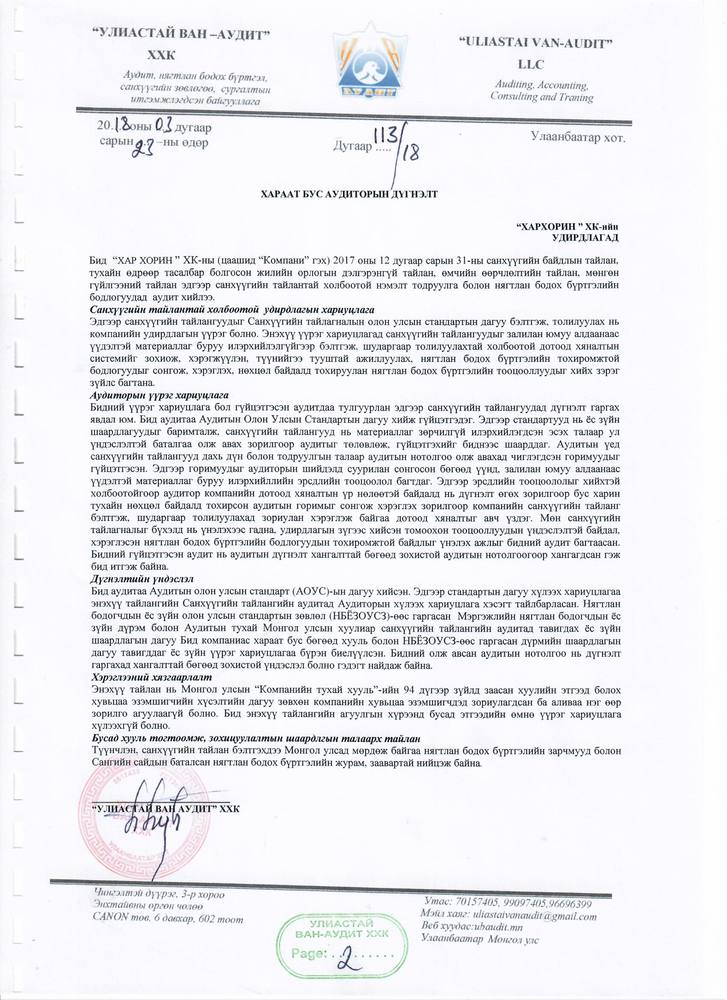 “УЛИАСТАЙ ВАН –АУДИТ”
ХХК
Аудит, нягтлан бодох бүртгэл,
санхүүгийн зөвлөгөө, сургалтын
итгэмжлэгдсэн байгууллага
УВ
АУДИТ
“ULIASTAI VAN-AUDIT”
LLC
Auditing, Accounting,
Consulting and Traning
2018 оны 03 дугаар
сарын 23 –ны өдөр
Дугаар ..... 113/18
Улаанбаатар хот.
ХАРААТ БУС АУДИТОРЫН ДҮГНЭЛТ
“ХАРХОРИН ” ХК-ийн
УДИРДЛАГАД
Бид “ХАР ХОРИН ” ХК-ны (цаашид “Компани” гэх) 2017 оны 12 дугаар сарын 31-ны санхүүгийн байдлын тайлан,
тухайн өдрөөр тасалбар болгосон жилийн орлогын дэлгэрэнгүй тайлан, өмчийн өөрчлөлтийн тайлан, мөнгөн
гүйлгээний тайлан эдгээр санхүүгийн тайлантай холбоотой нэмэлт тодруулга болон нягтлан бодох бүртгэлийн
бодлогуудад аудит хийлээ.
Санхүүгийн тайлантай холбоотой удирдлагын хариуцлага
Эдгээр санхүүгийн тайлангуудыг Санхүүгийн тайлагналын олон улсын стандартын дагуу бэлтгэж, толилуулах нь
компанийн удирдлагын үүрэг болно. Энэхүү үүрэг хариуцлагад санхүүгийн тайлангуудыг залилан юмуу алдаанаас
үүдэлтэй материаллаг буруу илэрхийлэлгүйгээр бэлтгэж, шударгаар толилуулахтай холбоотой дотоод хяналтын
системийг зохиож, хэрэгжүүлэн, түүнийгээ тууштай ажиллуулах, нягтлан бодох бүртгэлийн тохиромжтой
бодлогуудыг сонгож, хэрэглэх, нөхцөл байдалд тохируулан нягтлан бодох бүртгэлийн тооцооллуудыг хийх зэрэг
зүйлс багтана.
Аудиторын үүрэг хариуцлага
Бидний үүрэг хариуцлага бол гүйцэтгэсэн аудитдаа тулгуурлан эдгээр санхүүгийн тайлангуудад дүгнэлт гаргах
явдал юм. Бид аудитаа Аудитын Олон Улсын Стандартын дагуу хийж гүйцэтгэдэг. Эдгээр стандартууд нь ёс зүйн
шаардлагуудыг баримталж, санхүүгийн тайлангууд нь материаллаг зөрчилгүй илэрхийлэгдсэн эсэх талаар ул
үндэслэлтэй баталгаа олж авах зорилгоор аудитыг төлөвлөж, гүйцэтгэхийг биднээс шаарддаг. Аудитын үед
санхүүгийн тайлангууд дахь дүн болон тодруулгын талаар аудитын нотолгоо олж авахад чиглэгдсэн горимуудыг
гүйцэтгэсэн. Эдгээр горимуудыг аудиторын шийдэлд суурилан сонгосон бөгөөд үүнд, залилан юмуу алдаанаас
үүдэлтэй материаллаг буруу илэрхийллийн эрсдлийн тооцоолол багтдаг. Эдгээр эрсдлийн тооцоололыг хийхтэй
холбоотойгоор аудитор компанийн дотоод хяналтын үр нөлөөтэй байдалд нь дүгнэлт өгөх зорилгоор бус харин
тухайн нөхцөл байдалд тохирсон аудитын горимыг сонгож хэрэглэх зорилгоор компанийн санхүүгийн тайланг
бэлтгэж, шударгаар толилуулахад зориулан хэрэглэж байгаа дотоод хяналтыг авч үздэг. Мөн санхүүгийн
тайлагналыг бүхэлд нь үнэлэхээс гадна, удирдлагын зүгээс хийсэн томоохон тооцооллуудын үндэслэлтэй байдал,
хэрэглэсэн нягтлан бодох бүртгэлийн бодлогуудын тохиромжтой байдлыг үнэлэх ажлыг бидний аудит багтаасан.
Бидний гүйцэтгэсэн аудит нь аудитын дүгнэлт хангалттай бөгөөд зохистой аудитын нотолгоогоор хангагдсан гэж
бид итгэж байна.
Дүгнэлтийн үндэслэл
Бид аудитаа Аудитын олон улсын стандарт (АОУС)-ын дагуу хийсэн. Эдгээр стандартын дагуу хүлээх хариуцлагаа
энэхүү тайлангийн Санхүүгийн тайлангийн аудитад Аудиторын хүлээх хариуцлага хэсэгт тайлбарласан. Нягтлан
бодогчдын ёс зүйн олон улсын стандартын зөвлөл (НБЁЗОУСЗ)-өөс гаргасан Мэргэжлийн нягтлан бодогчдын ёс
зүйн дүрэм болон Аудитын тухай Монгол улсын хуулиар санхүүгийн тайлангийн аудитад тавигдах ёс зүйн
шаардлагын дагуу Бид компаниас хараат бус бөгөөд хууль болон НБЁЗОУСЗ-өөс гаргасан дүрмийн шаардлагын
дагуу тавигддаг ёс зүйн үүрэг хариуцлагаа бүрэн биелүүлсэн. Бидний олж авсан аудитын нотолгоо нь дүгнэлт
гаргахад хангалттай бөгөөд зохистой үндэслэл болно гэдэгт найдаж байна.
Хэрэглээний хязгаарлалт
Энэхүү тайлан нь Монгол улсын “Компанийн тухай хууль”-ийн 94 дүгээр зүйлд заасан хуулийн этгээд болох
хувьцаа эзэмшигчийн хүсэлтийн дагуу зөвхөн компанийн хувьцаа эзэмшигчдэд зориулагдсан ба аливаа нэг өөр
зорилго агуулаагүй болно. Бид энэхүү тайлангийн агуулгын хүрээнд бусад этгээдийн өмнө үүрэг хариуцлага
хүлээхгүй болно.
Бусад хууль тогтоомж, зохицуулалтын шаардлгын талаарх тайлан
Түүнчлэн, санхүүгийн тайлан бэлтгэхдээ Монгол улсад мөрдөж байгаа нягтлан бодох бүртгэлийн зарчмууд болон
Сангийн сайдын баталсан нягтлан бодох бүртгэлийн журам, заавартай нийцэж байна.
5517435
“УЛИАСТАЙ ВАН АУДИТ” ХХК
ХХК
УЛААНБААТАР ХОТ
Чингэлтэй дүүрэг, 3-р хороо
Энхтайвны өргөн чөлөө
CANON төв, 6 давхар, 602 тоот
Утас: 70157405, 99097405,96696399
Мэйл хаяг: uliastaivanaudit@gmail.com
Веб хуудас:ubaudit.mn
Улаанбаатар Монгол улс
УЛИАСТАЙ
ВАН-АУДИТ ХХК
Page: ......... 2